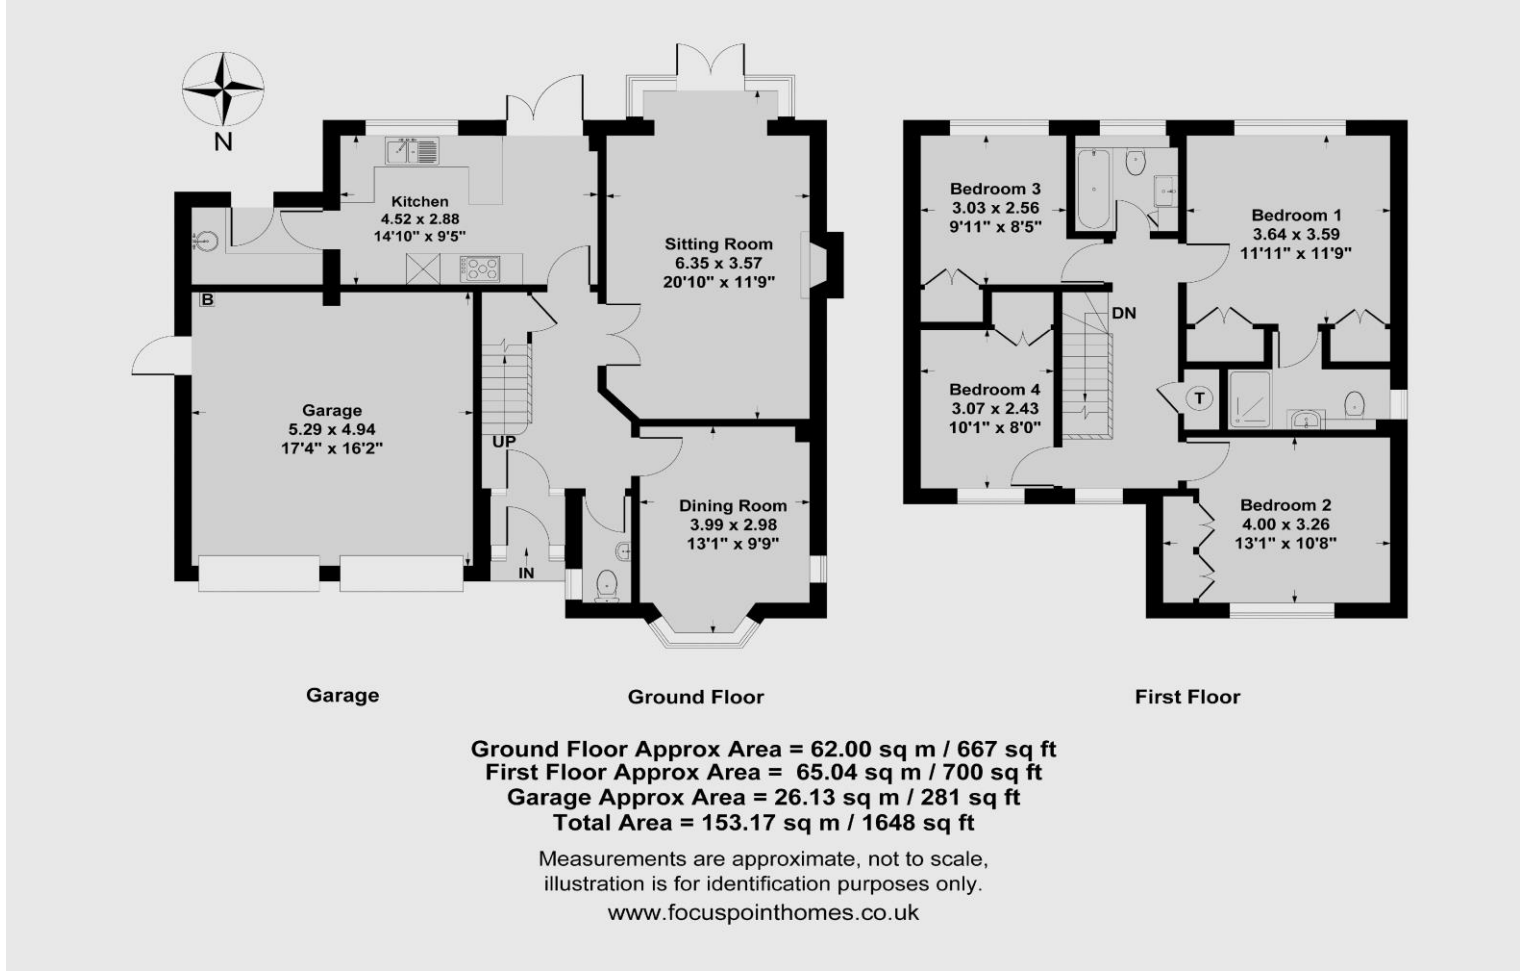 N
Kitchen
4.52 x 2.88
14'10" x 9'5"
Sitting Room
6.35 x 3.57
20'10" x 11'9"
B
Garage
5.29 x 4.94
17'4" x 16'2"
UP
IN
Dining Room
3.99 x 2.98
13'1" x 9'9"
Bedroom 3
3.03 x 2.56
9'11" x 8'5"
Bedroom 1
3.64 x 3.59
11'11" x 11'9"
DN
Bedroom 4
3.07 x 2.43
10'1" x 8'0"
T
Bedroom 2
4.00 x 3.26
13'1" x 10'8"
Garage
Ground Floor
First Floor
Ground Floor Approx Area = 62.00 sq m / 667 sq ft
First Floor Approx Area = 65.04 sq m / 700 sq ft
Garage Approx Area = 26.13 sq m / 281 sq ft
Total Area = 153.17 sq m / 1648 sq ft
Measurements are approximate, not to scale,
illustration is for identification purposes only.
www.focuspointhomes.co.uk